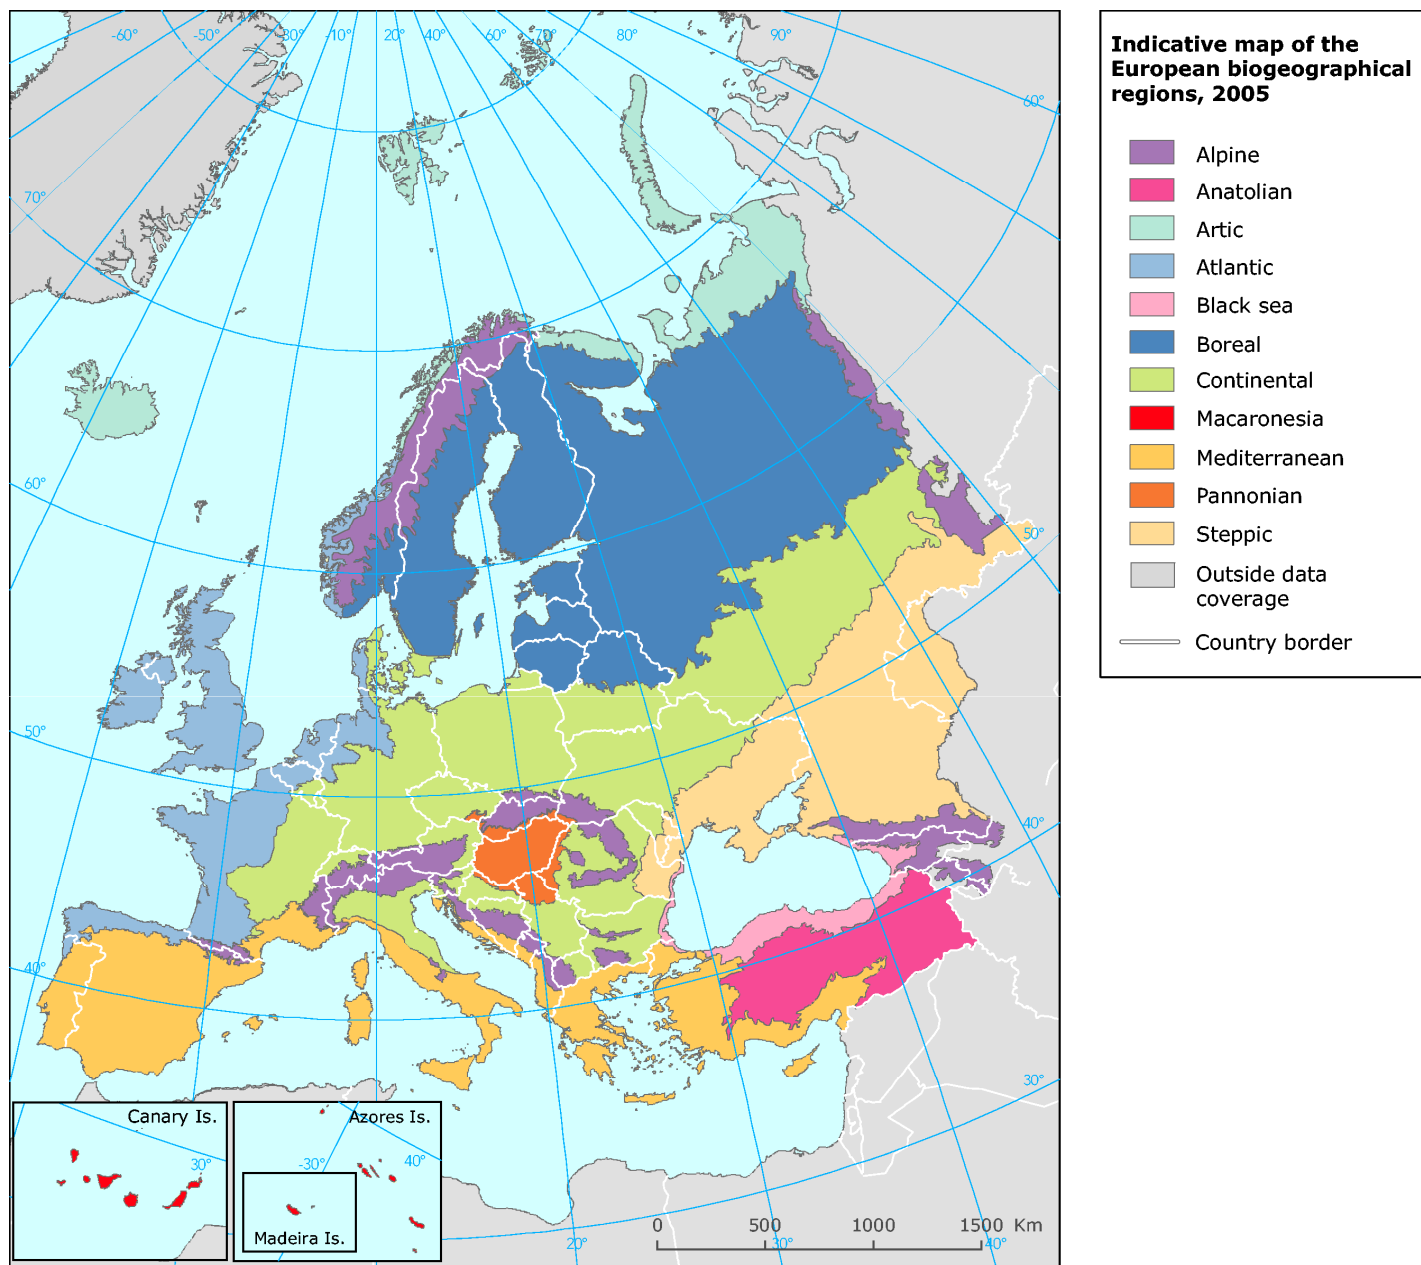 -60°
-50°
-30°
-10°
20°
40°
60°
70°
80°
90°
60°
70°
60°
50°
50°
40°
40°
30°
Canary Is.
30°
Azores Is.
-30°
40°
Madeira Is.
0 500 1000 1500 Km
20°
30°
40°
Indicative map of the
European biogeographical
regions, 2005
Alpine
Anatolian
Artic
Atlantic
Black sea
Boreal
Continental
Macaronesia
Mediterranean
Pannonian
Steppic
Outside data
coverage
Country border